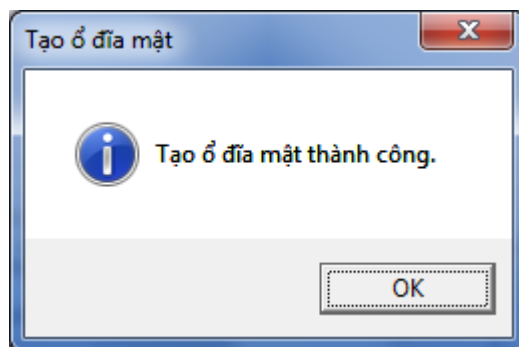 Tạo ổ đĩa mật
Tạo ổ đĩa mật thành công.
OK